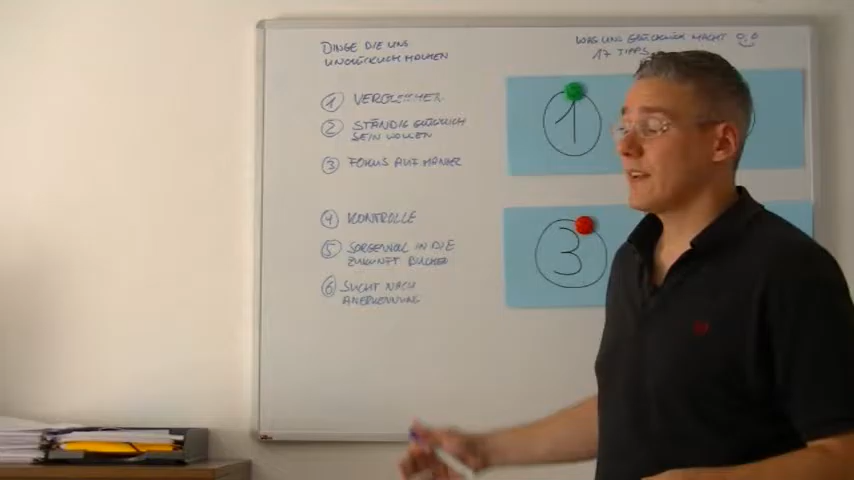 DINGE DIE UNS
UNGLÜCKLICH MACHEN
① VERGLEICHEN
② STÄNDIG GLÜCKLICH
SEIN WOLLEN
③ FOKUS AUF MÄNGEL
④ KONTROLLE
⑤ SORGENVOLL IN DIE
ZUKUNFT BLICKEN
⑥ SUCHT NACH
ANERKENNUNG
WAS UNS GLÜCKLICH MACHT
17 TIPPS
1
3